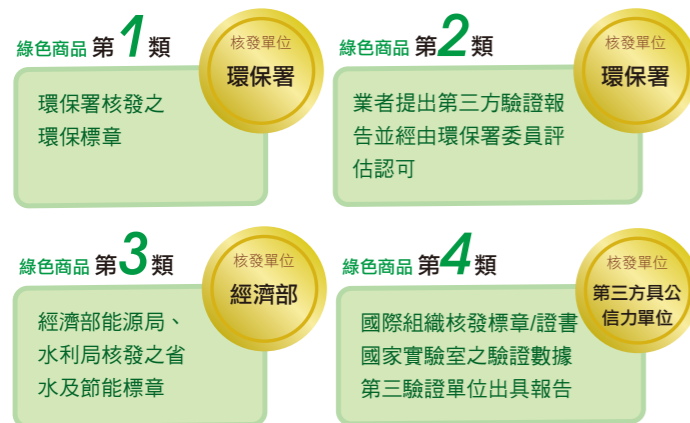 綠色商品 第1類
核發單位
環保署
環保署核發之
環保標章
綠色商品 第2類
核發單位
環保署
業者提出第三方驗證報
告並經由環保署委員評
估認可
綠色商品 第3類
核發單位
經濟部
經濟部能源局、
水利局核發之省
水及節能標章
綠色商品 第4類
核發單位
第三方具公
信力單位
國際組織核發標章/證書
國家實驗室之驗證數據
第三驗證單位出具報告